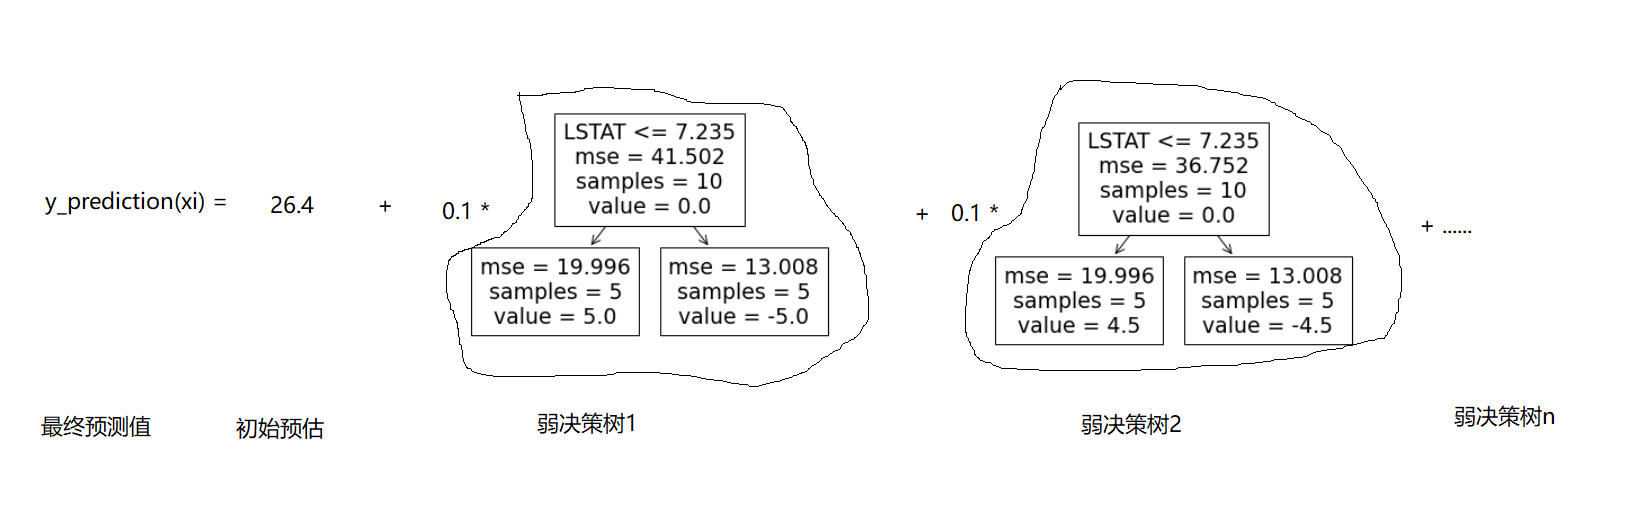 y_prediction(xi) =
26.4
+
0.1 *
LSTAT <= 7.235
mse = 41.502
samples = 10
value = 0.0
mse = 19.996
samples = 5
value = 5.0
mse = 13.008
samples = 5
value = -5.0
+
0.1 *
LSTAT <= 7.235
mse = 36.752
samples = 10
value = 0.0
mse = 19.996
samples = 5
value = 4.5
mse = 13.008
samples = 5
value = -4.5
+ ......
最终预测值
初始预估
弱决策树1
弱决策树2
弱决策树n